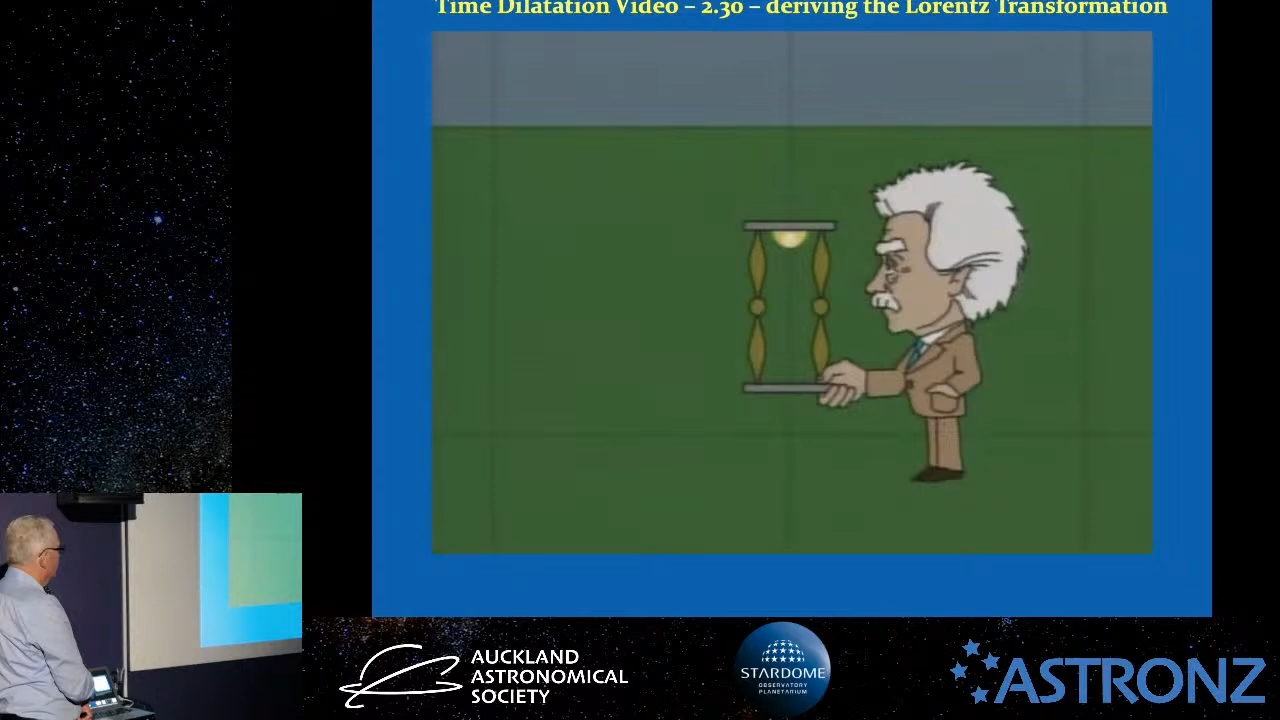 Time Dilatation Video – 2.30 – deriving the Lorentz Transformation
AUCKLAND
ASTRONOMICAL
SOCIETY
STARDOME
OBSERVATORY
PLANETARIUM
ASTRONZ